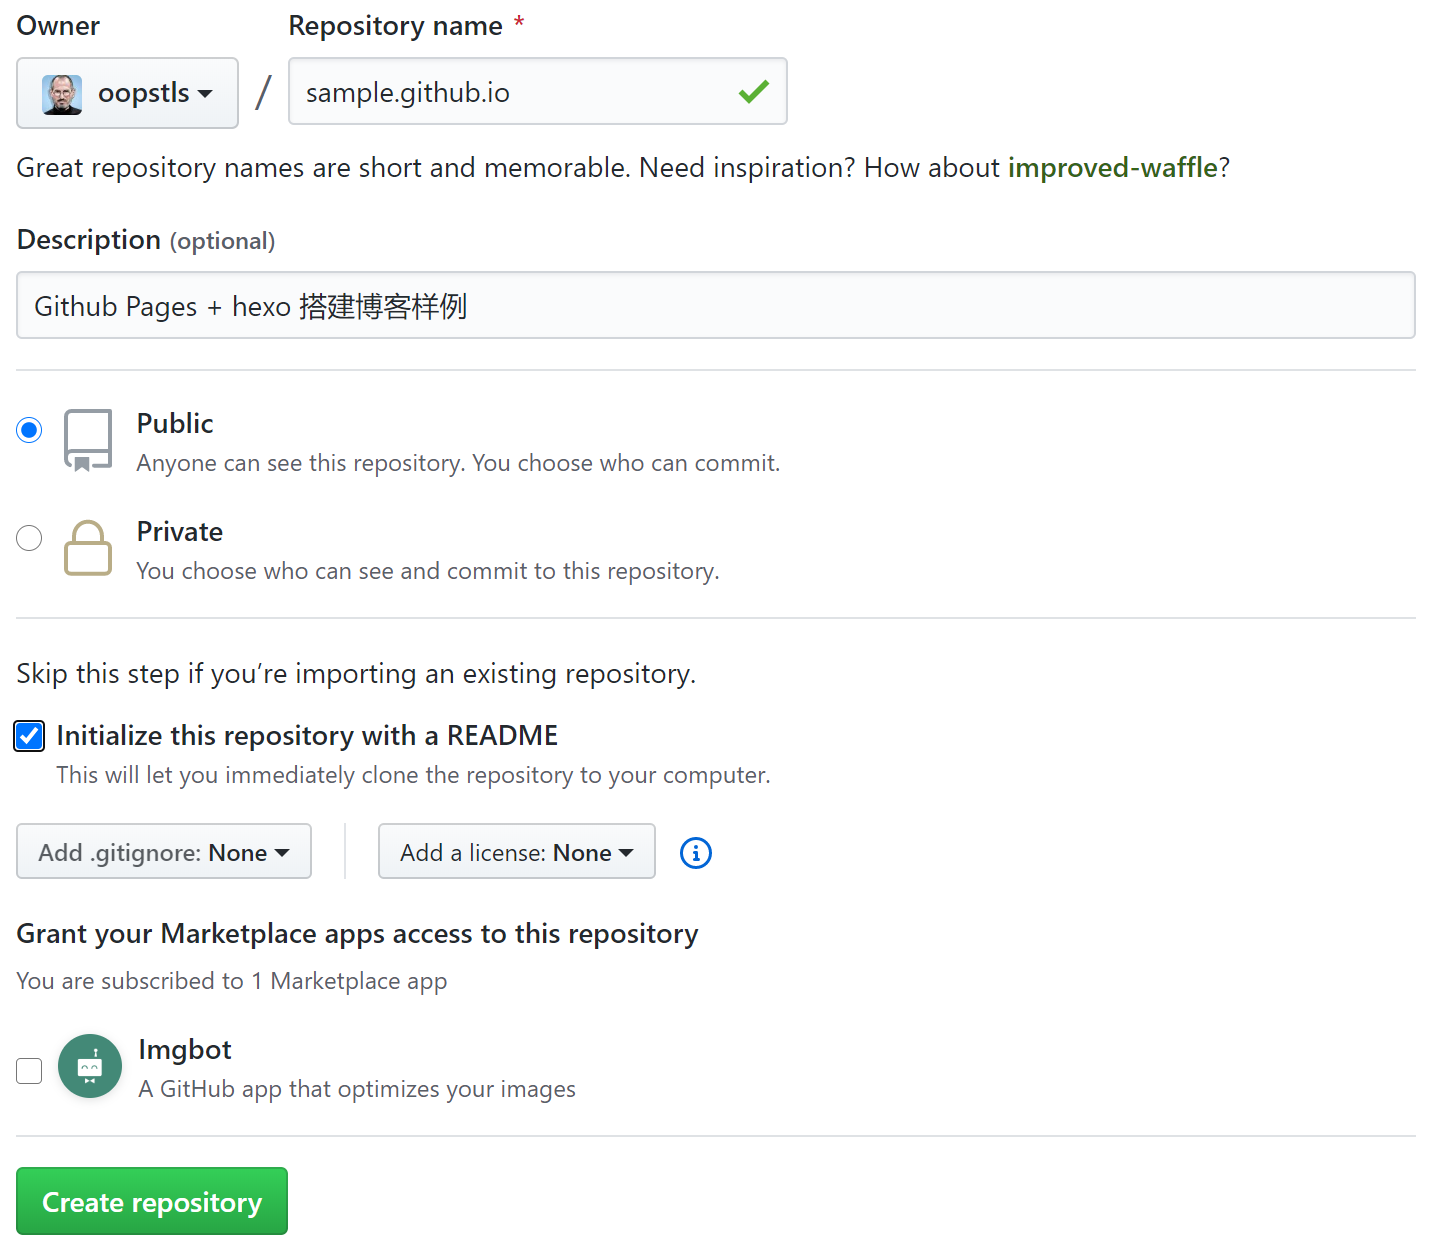 Owner
Repository name *
oopstls / sample.github.io
Great repository names are short and memorable. Need inspiration? How about improved-waffle?
Description (optional)
Github Pages + hexo 搭建博客样例
Public
Anyone can see this repository. You choose who can commit.
Private
You choose who can see and commit to this repository.
Skip this step if you’re importing an existing repository.
Initialize this repository with a README
This will let you immediately clone the repository to your computer.
Add .gitignore: None
Add a license: None
Grant your Marketplace apps access to this repository
You are subscribed to 1 Marketplace app
Imgbot
A GitHub app that optimizes your images
Create repository